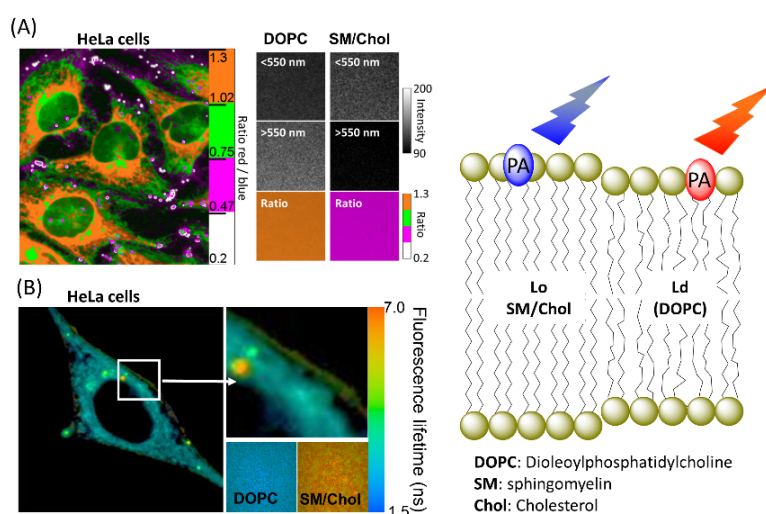 (A)
HeLa cells
DOPC
SM/Chol
1.3
1.02
0.75
0.47
0.2
Ratio red / blue
<550 nm
<550 nm
>550 nm
>550 nm
Ratio
Ratio
200
Intensity
90
1.3
Ratio
0.2
PA
PA
Lo
SM/Chol
Ld
(DOPC)
(B)
HeLa cells
DOPC
SM/Chol
7.0
Fluorescence lifetime (ns)
1.5
DOPC: Dioleoylphosphatidylcholine
SM: sphingomyelin
Chol: Cholesterol